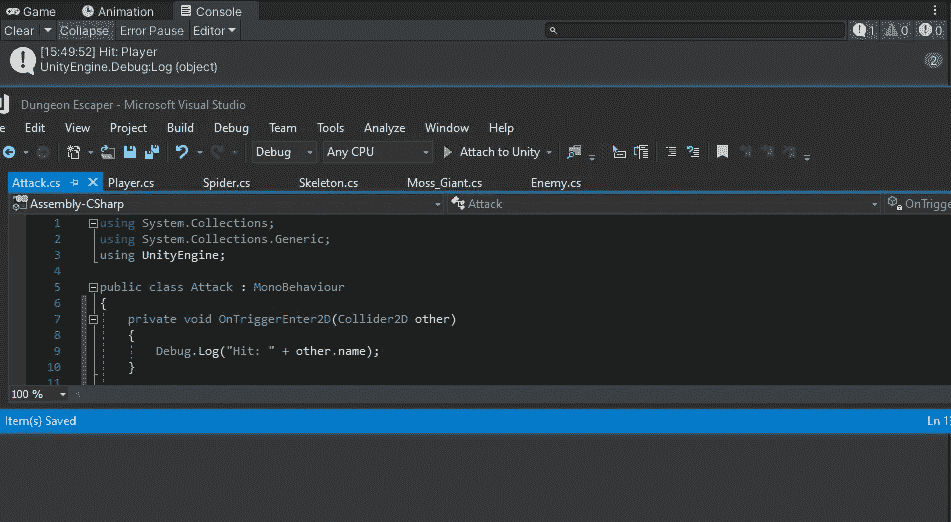 Game Animation Console
Clear Collapse Error Pause Editor 1 0 0
[15:49:52] Hit: Player
UnityEngine.Debug:Log (object) 2
Dungeon Escaper - Microsoft Visual Studio
e Edit View Project Build Debug Team Tools Analyze Window Help
Debug Any CPU Attach to Unity
Attack.cs Player.cs Spider.cs Skeleton.cs Moss_Giant.cs Enemy.cs
Assembly-CSharp Attack OnTrigge
1 using System.Collections;
2 using System.Collections.Generic;
3 using UnityEngine;
4
5 public class Attack : MonoBehaviour
6 {
7 private void OnTriggerEnter2D(Collider2D other)
8 {
9 Debug.Log("Hit: " + other.name);
10 }
11
100 %
Item(s) Saved Ln 1